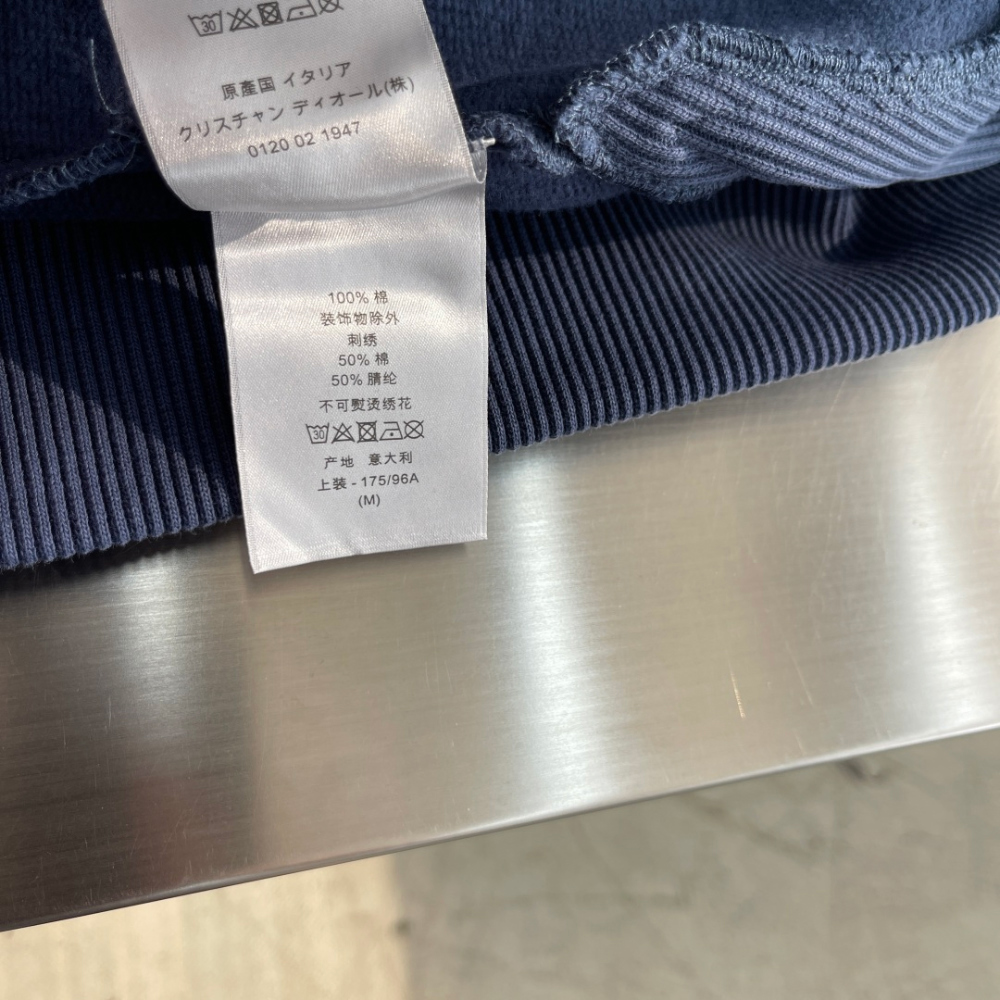 30
原産国 イタリア
クリスチャン ディオール(株)
0120 02 1947
100% 棉
装饰物除外
刺绣
50% 棉
50% 腈纶
不可熨烫绣花
30
产地 意大利
上装 - 175/96A
(M)